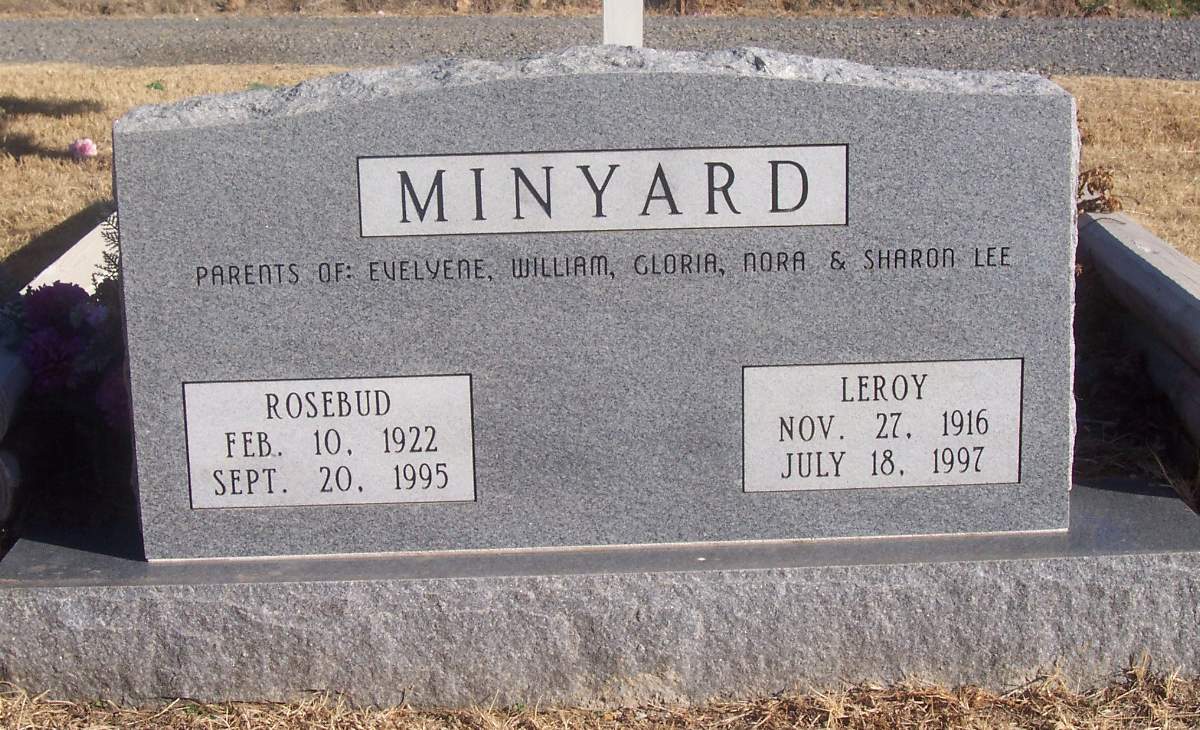 MINYARD
PARENTS OF: EVELYENE, WILLIAM, GLORIA, NORA & SHARON LEE
ROSEBUD
FEB. 10, 1922
SEPT. 20, 1995
LEROY
NOV. 27, 1916
JULY 18, 1997